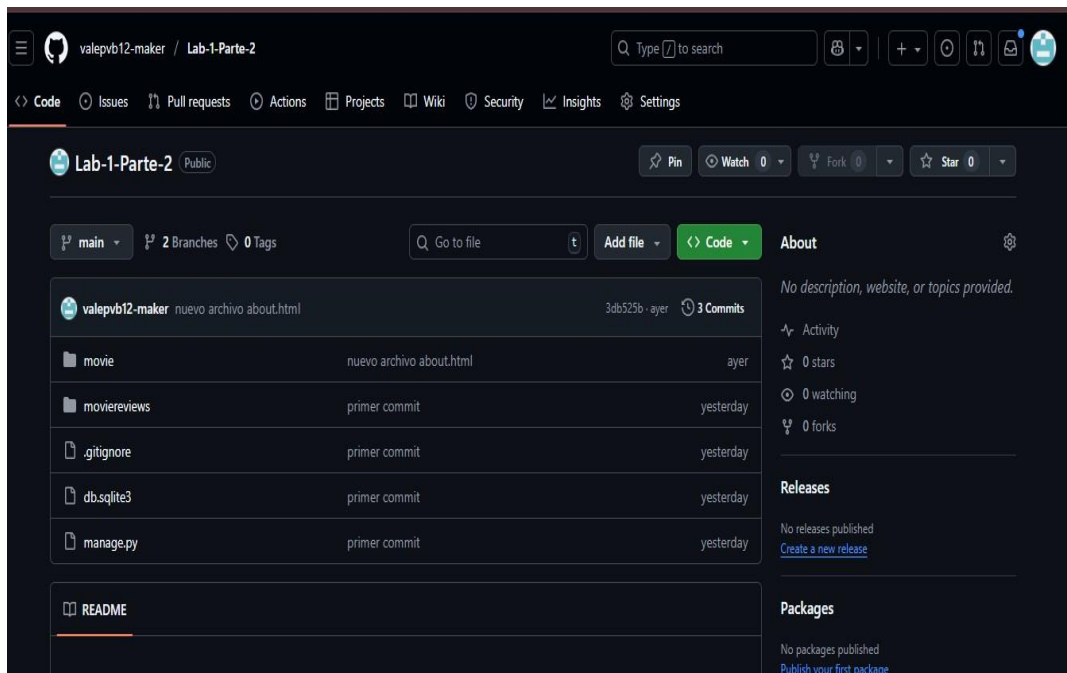 valepvb12-maker / Lab-1-Parte-2
Type / to search
<> Code Issues Pull requests Actions Projects Wiki Security Insights Settings
Lab-1-Parte-2 Public
Pin Watch 0 Fork 0 Star 0
main 2 Branches 0 Tags Go to file t Add file <> Code
About
No description, website, or topics provided.
valepvb12-maker nuevo archivo about.html 3db525b · ayer 3 Commits
movie nuevo archivo about.html ayer
moviereviews primer commit yesterday
.gitignore primer commit yesterday
db.sqlite3 primer commit yesterday
manage.py primer commit yesterday
README
Activity
0 stars
0 watching
0 forks
Releases
No releases published
Create a new release
Packages
No packages published
Publish your first package